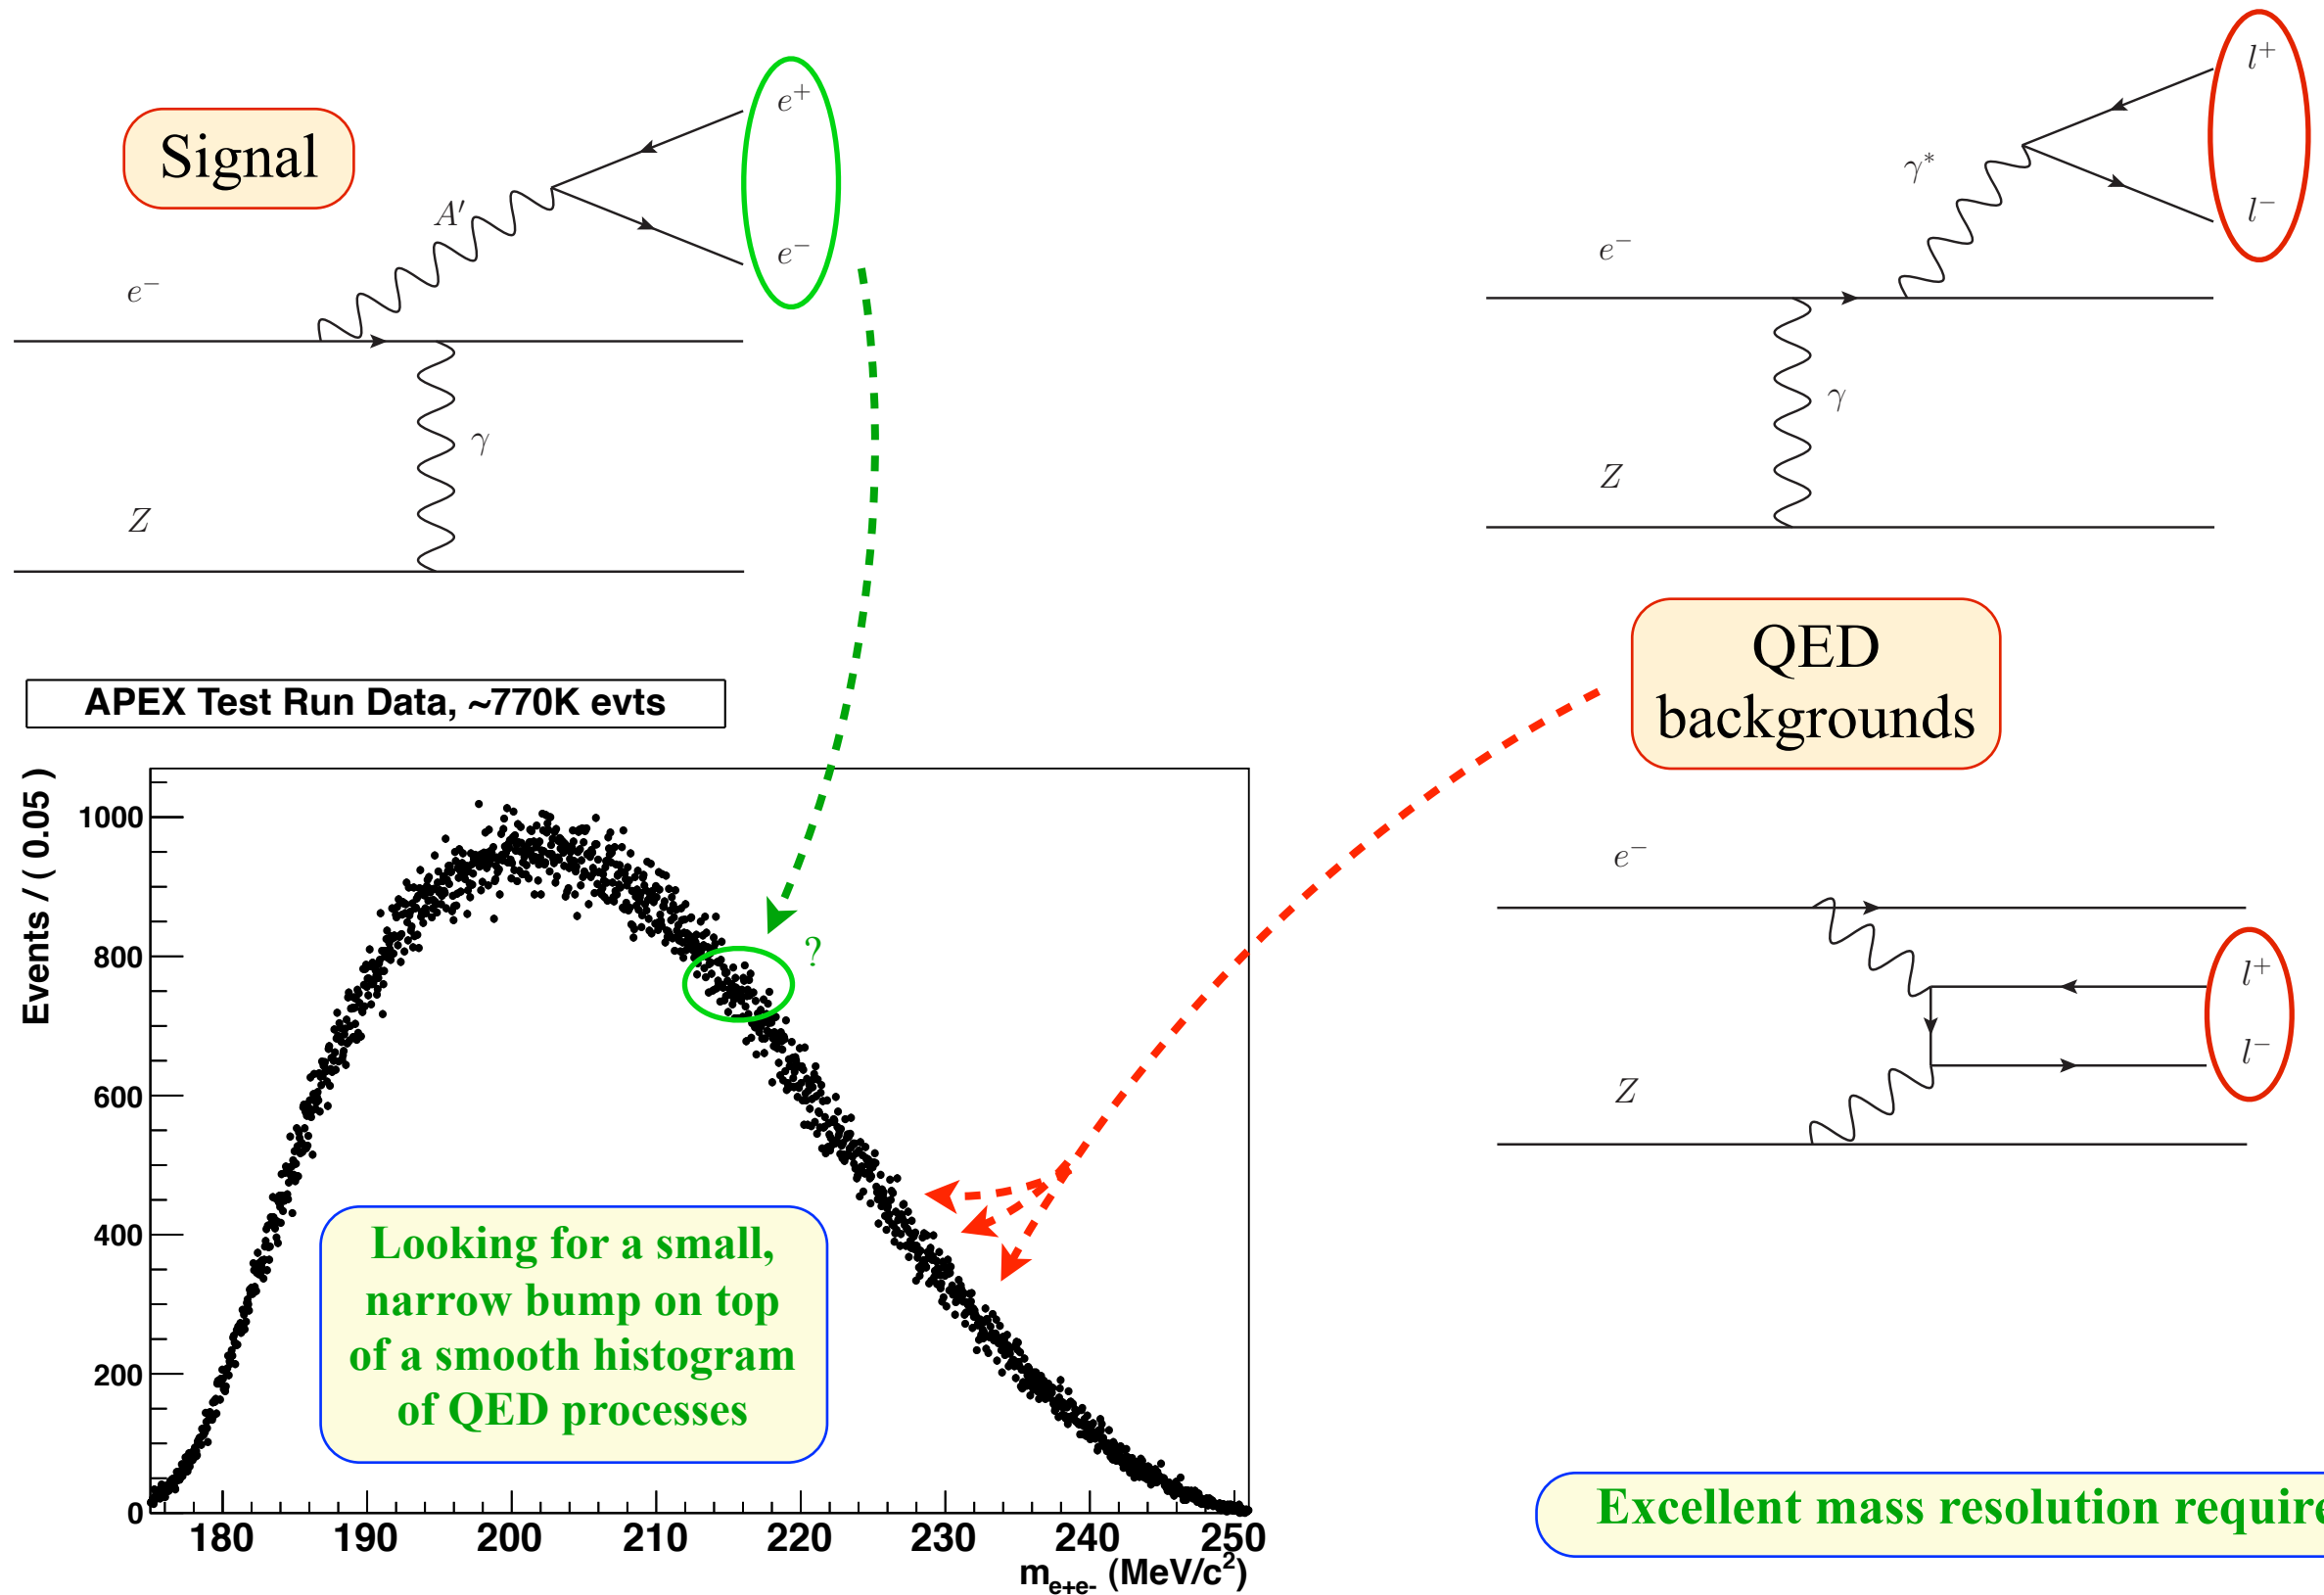 Signal
e⁺
e⁻
A′
e⁻
γ
Z
l⁺
l⁻
γ*
e⁻
γ
Z
QED
backgrounds
e⁻
l⁺
l⁻
Z
APEX Test Run Data, ~770K evts
Events / ( 0.05 )
1000
800
600
400
200
0
?
Looking for a small,
narrow bump on top
of a smooth histogram
of QED processes
180 190 200 210 220 230 240 250
m_{e+e-} (MeV/c²)
Excellent mass resolution require